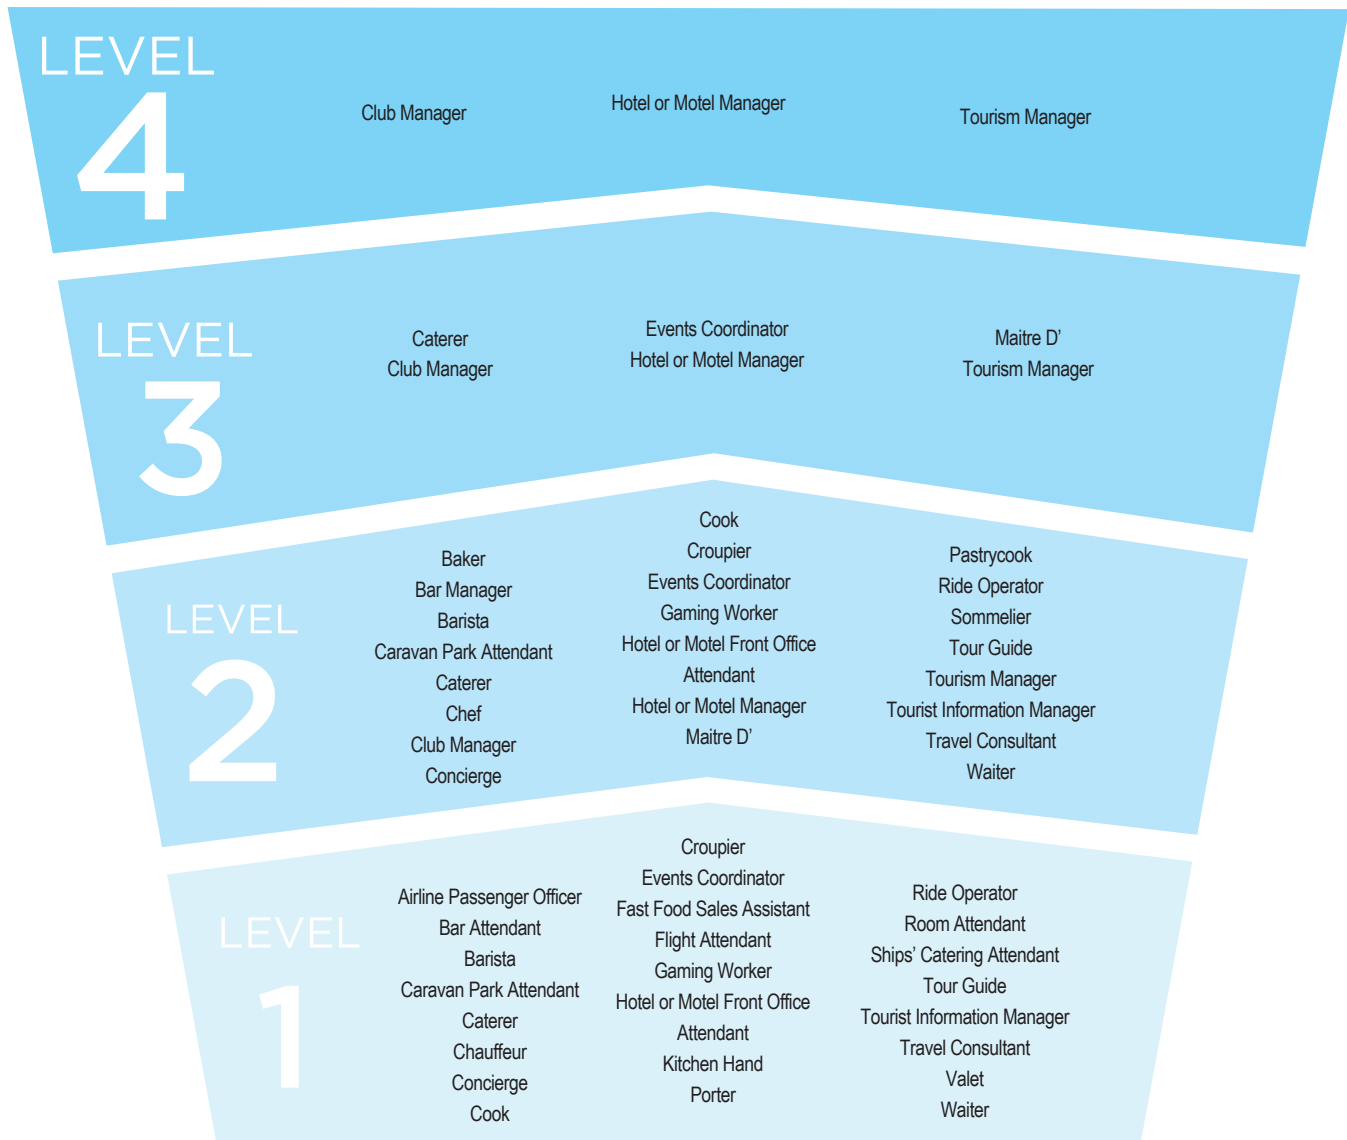 LEVEL
4
Club Manager
Hotel or Motel Manager
Tourism Manager
LEVEL
3
Caterer
Club Manager
Events Coordinator
Hotel or Motel Manager
Maitre D’
Tourism Manager
LEVEL
2
Baker
Bar Manager
Barista
Caravan Park Attendant
Caterer
Chef
Club Manager
Concierge
Cook
Croupier
Events Coordinator
Gaming Worker
Hotel or Motel Front Office
Attendant
Hotel or Motel Manager
Maitre D’
Pastrycook
Ride Operator
Sommelier
Tour Guide
Tourism Manager
Tourist Information Manager
Travel Consultant
Waiter
LEVEL
1
Airline Passenger Officer
Bar Attendant
Barista
Caravan Park Attendant
Caterer
Chauffeur
Concierge
Cook
Croupier
Events Coordinator
Fast Food Sales Assistant
Flight Attendant
Gaming Worker
Hotel or Motel Front Office
Attendant
Kitchen Hand
Porter
Ride Operator
Room Attendant
Ships’ Catering Attendant
Tour Guide
Tourist Information Manager
Travel Consultant
Valet
Waiter